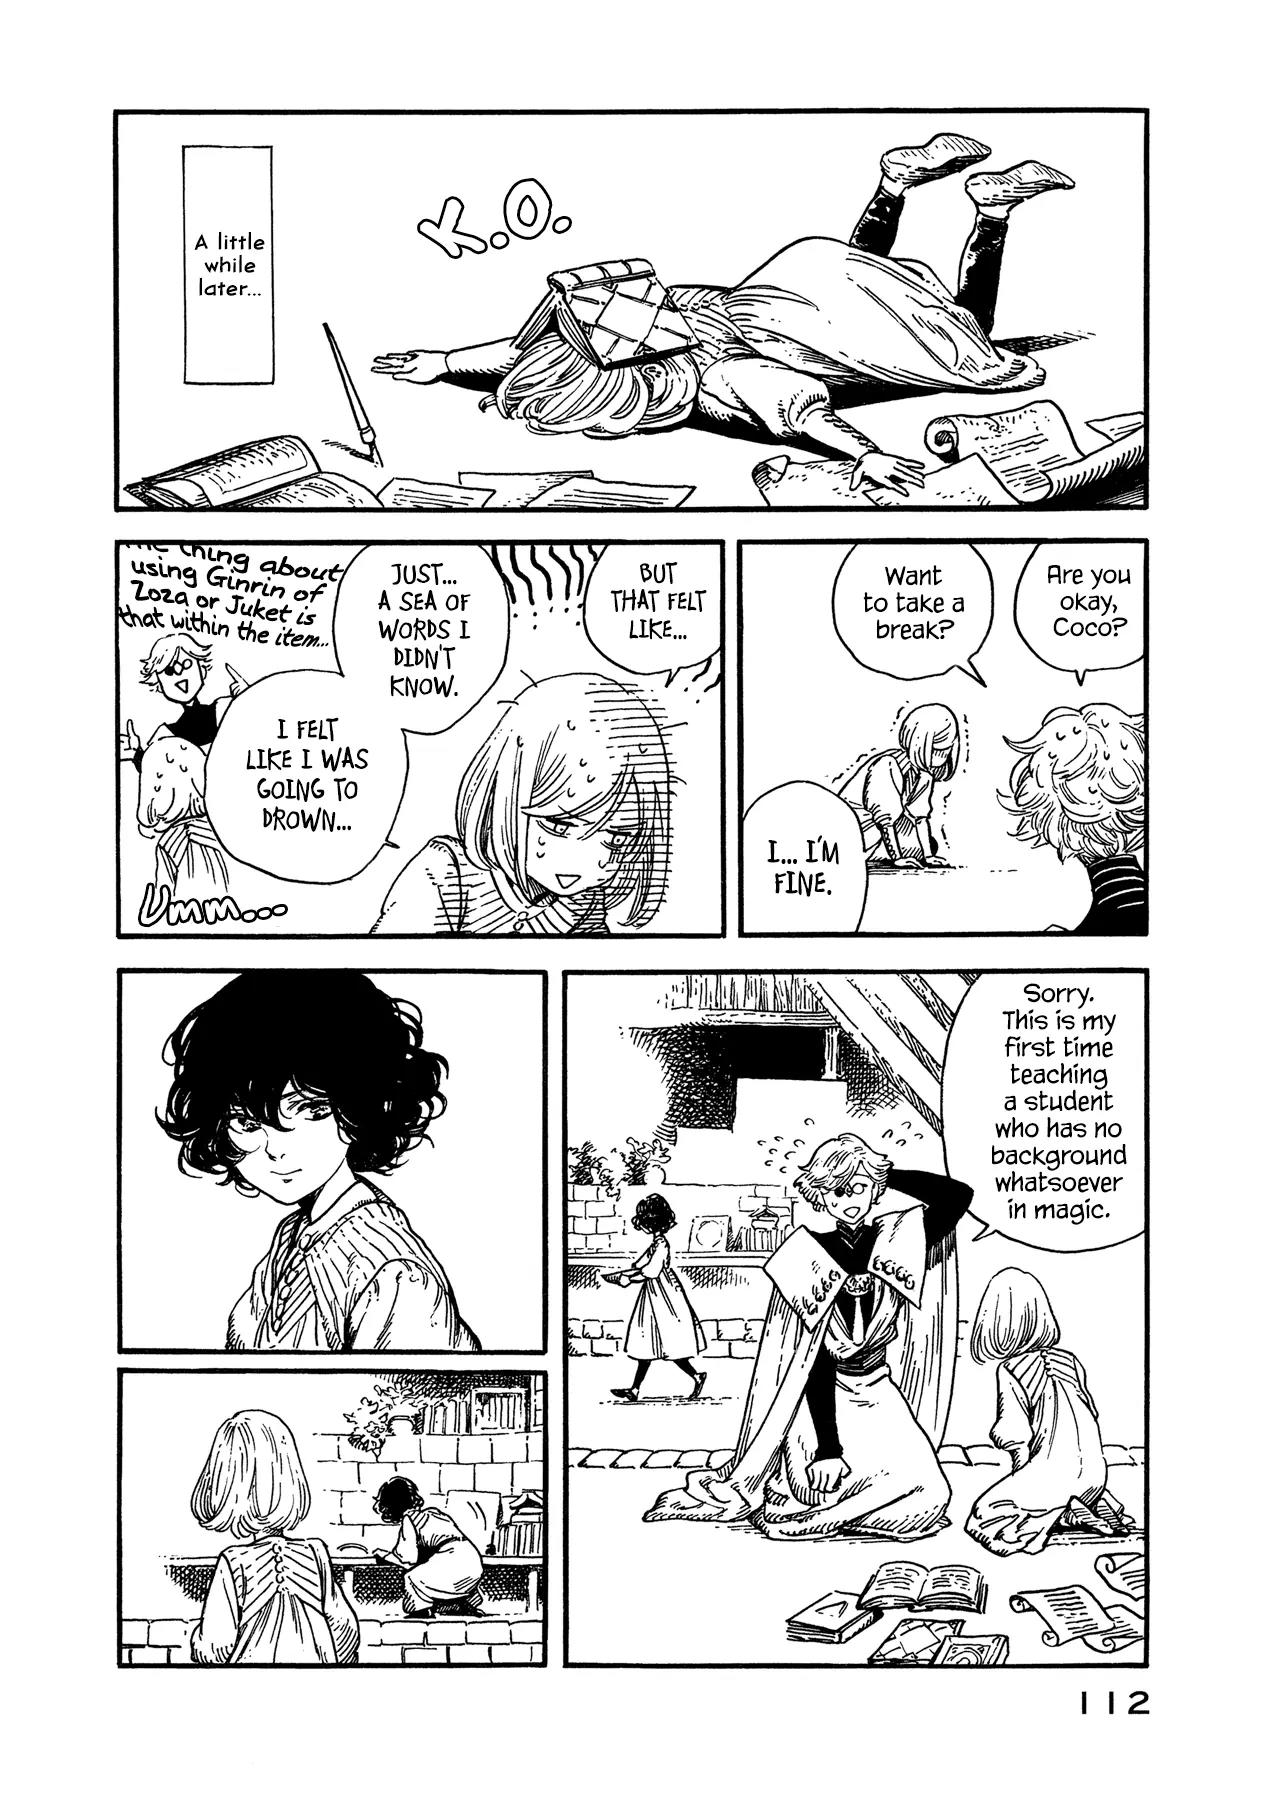 A little
while
later...
K.O.
Are you
okay,
Coco?
Want
to take a
break?
I... I'M
FINE.
BUT
THAT FELT
LIKE...
JUST...
A SEA OF
WORDS I
DIDN'T
KNOW.
I FELT
LIKE I WAS
GOING TO
DROWN...
The thing about
using Ginrin of
Zoza or Juket is
that within the item...
Umm...
Sorry.
This is my
first time
teaching
a student
who has no
background
whatsoever
in magic.
112